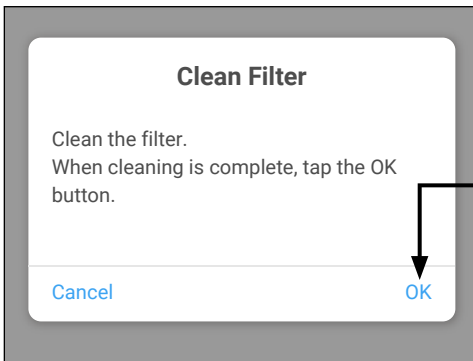 Clean Filter
Clean the filter.
When cleaning is complete, tap the OK
button.
Cancel OK